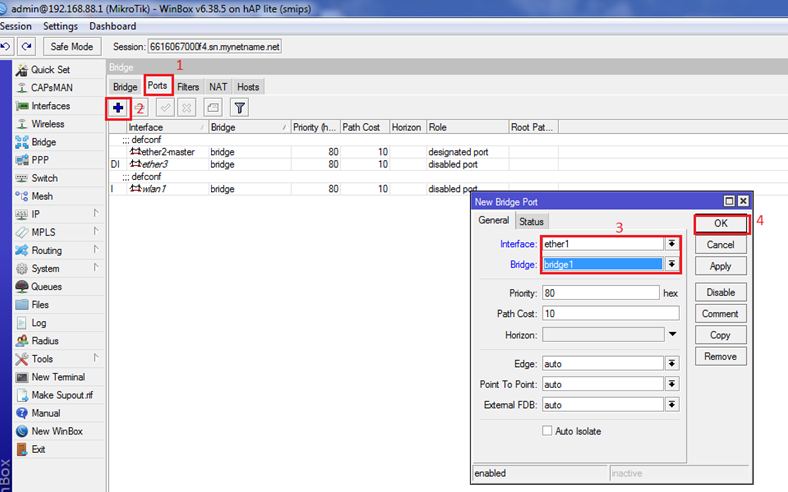 admin@192.168.88.1 (MikroTik) - WinBox v6.38.5 on hAP lite (smips)
Session Settings Dashboard
Safe Mode Session: 6616067000f4.sn.mynetname.net
Quick Set
CAPsMAN
Interfaces
Wireless
Bridge
PPP
Switch
Mesh
IP
MPLS
Routing
System
Queues
Files
Log
Radius
Tools
New Terminal
Make Supout.rif
Manual
New WinBox
Exit
Bridge
1
Bridge Ports Filters NAT Hosts
2
Interface Bridge Priority (h... Path Cost Horizon Role Root Pat...
;;; defconf
ether2-master bridge 80 10 designated port
DI ether3 bridge 80 10 disabled port
;;; defconf
I wlan1 bridge 80 10 disabled port
New Bridge Port
General Status
3
Interface: ether1
Bridge: bridge1
Priority: 80 hex
Path Cost: 10
Horizon:
Edge: auto
Point To Point: auto
External FDB: auto
Auto Isolate
enabled inactive
OK 4
Cancel
Apply
Disable
Comment
Copy
Remove